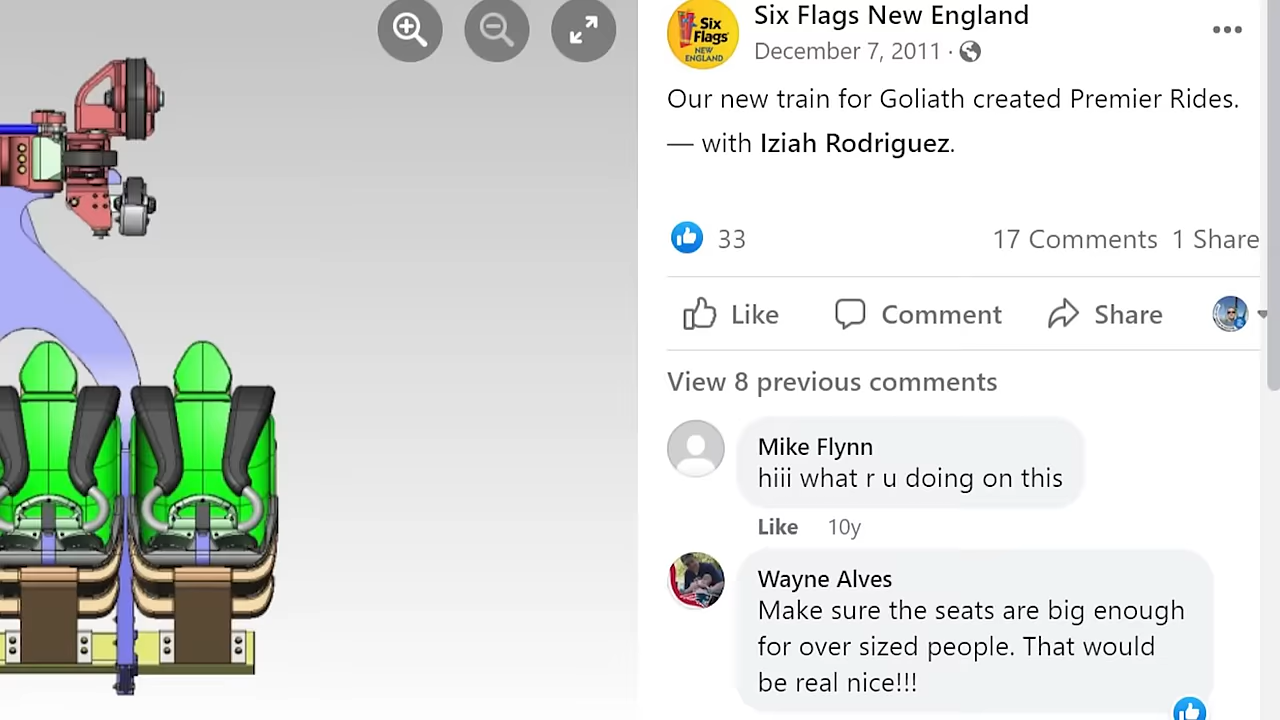 Six Flags New England
December 7, 2011 ·
Our new train for Goliath created Premier Rides.
— with Iziah Rodriguez.
33
17 Comments 1 Share
Like Comment Share
View 8 previous comments
Mike Flynn
hiii what r u doing on this
Like 10y
Wayne Alves
Make sure the seats are big enough
for over sized people. That would
be real nice!!!
Six
Flags
NEW
ENGLAND